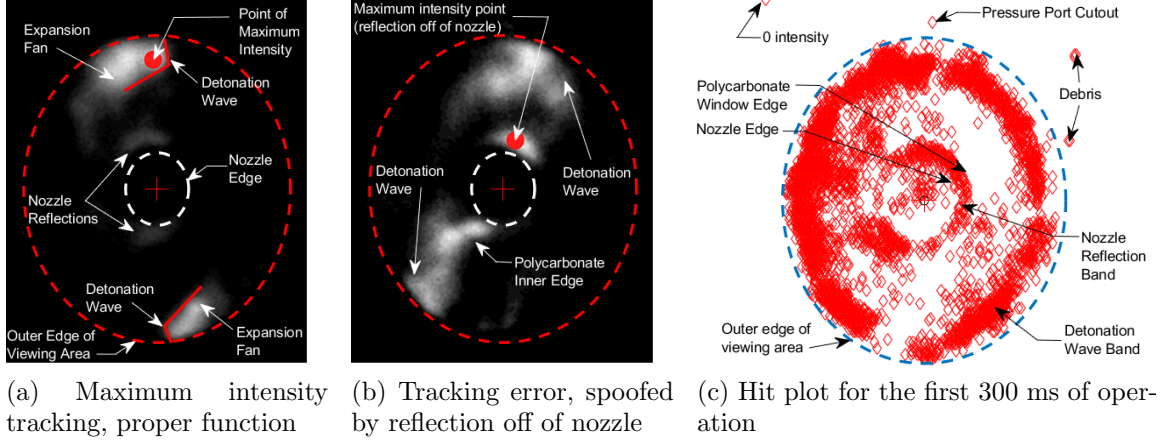 Expansion
Fan
Point of
Maximum
Intensity
Detonation
Wave
Nozzle
Edge
Nozzle
Reflections
Detonation
Wave
Outer Edge of
Viewing Area
Expansion
Fan
(a) Maximum intensity
tracking, proper function
Maximum intensity point
(reflection off of nozzle)
Detonation
Wave
Detonation
Wave
Polycarbonate
Inner Edge
(b) Tracking error, spoofed
by reflection off of nozzle
0 intensity
Pressure Port Cutout
Polycarbonate
Window Edge
Nozzle Edge
Debris
Nozzle
Reflection
Band
Outer edge of
viewing area
Detonation
Wave Band
(c) Hit plot for the first 300 ms of oper-
ation